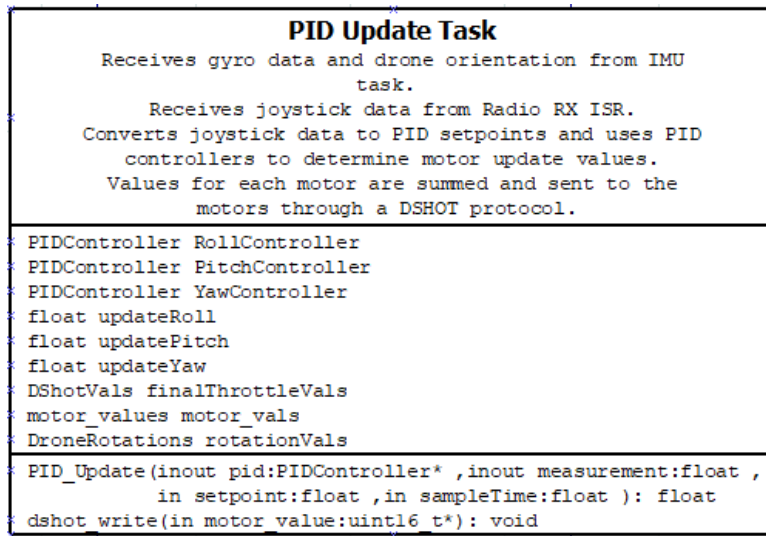 PID Update Task
Receives gyro data and drone orientation from IMU
task.
Receives joystick data from Radio RX ISR.
Converts joystick data to PID setpoints and uses PID
controllers to determine motor update values.
Values for each motor are summed and sent to the
motors through a DSHOT protocol.
PIDController RollController
PIDController PitchController
PIDController YawController
float updateRoll
float updatePitch
float updateYaw
DShotVals finalThrottleVals
motor_values motor_vals
DroneRotations rotationVals
PID_Update(inout pid:PIDController* ,inout measurement:float ,
in setpoint:float ,in sampleTime:float ): float
dshot_write(in motor_value:uint16_t*): void